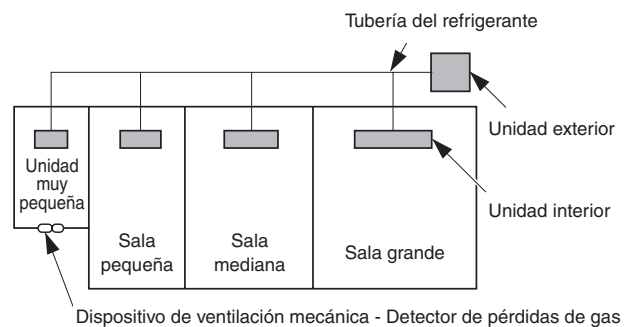 Tubería del refrigerante
Unidad exterior
Unidad
muy
pequeña
Unidad interior
Sala
pequeña
Sala
mediana
Sala grande
Dispositivo de ventilación mecánica - Detector de pérdidas de gas